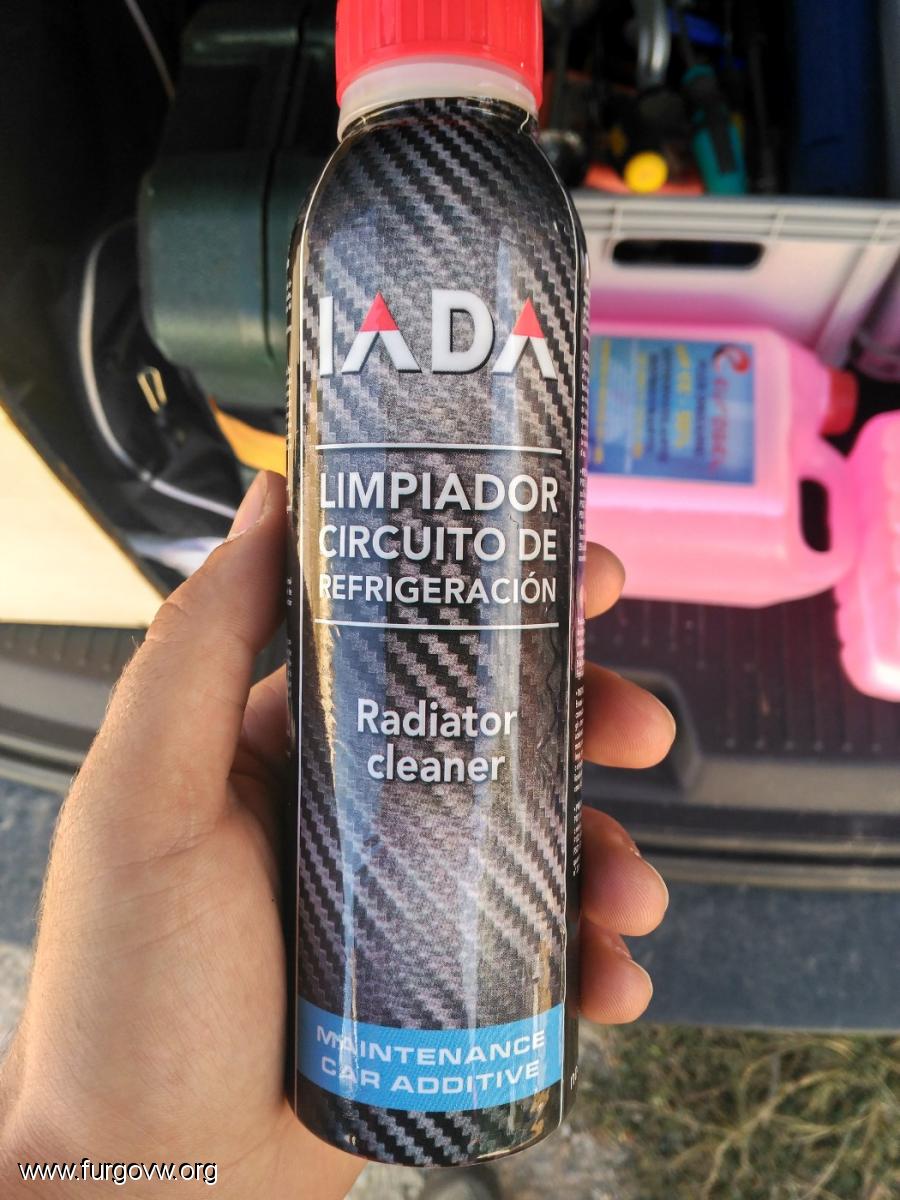 IADA
LIMPIADOR
CIRCUITO DE
REFRIGERACIÓN
Radiator
cleaner
MAINTENANCE
CAR ADDITIVE
www.furgovw.org